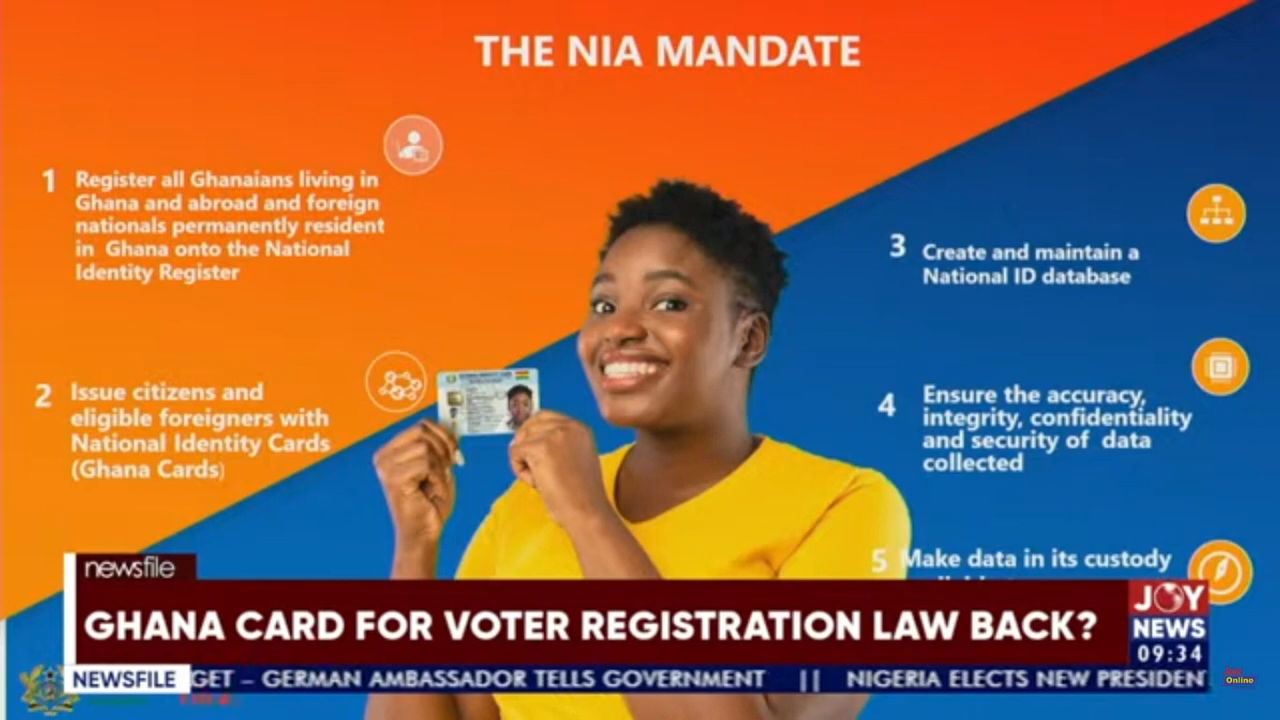 THE NIA MANDATE
1 Register all Ghanaians living in
Ghana and abroad and foreign
nationals permanently resident
in Ghana onto the National
Identity Register
2 Issue citizens and
eligible foreigners with
National Identity Cards
(Ghana Cards)
3 Create and maintain a
National ID database
4 Ensure the accuracy,
integrity, confidentiality
and security of data
collected
5 Make data in its custody
newsfile
GHANA CARD FOR VOTER REGISTRATION LAW BACK?
JOY
NEWS
09:34
NEWSFILE
GET – GERMAN AMBASSADOR TELLS GOVERNMENT || NIGERIA ELECTS NEW PRESIDEN
Online